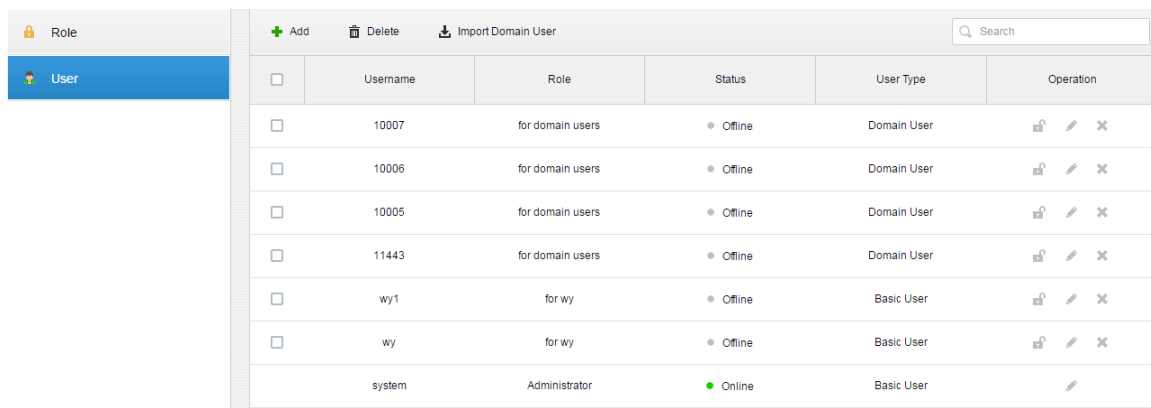 Role
User
Add Delete Import Domain User Search
Username Role Status User Type Operation
10007 for domain users Offline Domain User
10006 for domain users Offline Domain User
10005 for domain users Offline Domain User
11443 for domain users Offline Domain User
wy1 for wy Offline Basic User
wy for wy Offline Basic User
system Administrator Online Basic User